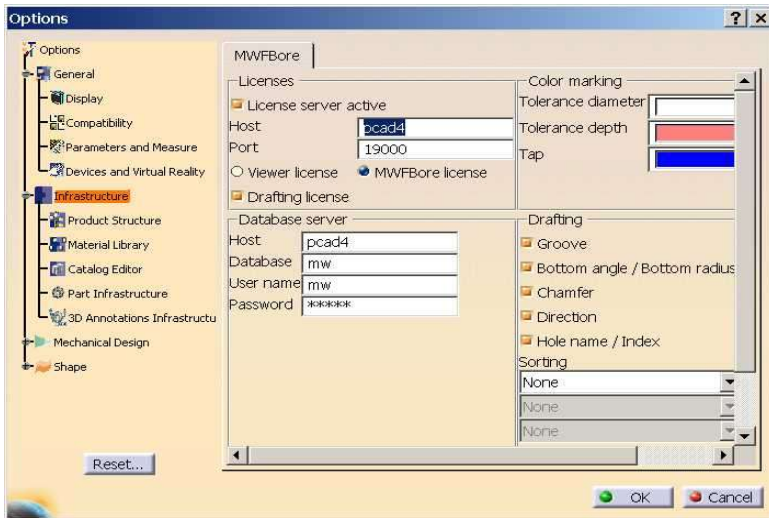 Options
Options
General
Display
Compatibility
Parameters and Measure
Devices and Virtual Reality
Infrastructure
Product Structure
Material Library
Catalog Editor
Part Infrastructure
3D Annotations Infrastructu
Mechanical Design
Shape
Reset...
MWFBore
Licenses
License server active
Host pcad4
Port 19000
Viewer license MWFBore license
Drafting license
Database server
Host pcad4
Database mw
User name mw
Password *****
Color marking
Tolerance diameter
Tolerance depth
Tap
Drafting
Groove
Bottom angle / Bottom radius
Chamfer
Direction
Hole name / Index
Sorting
None
None
None
OK Cancel